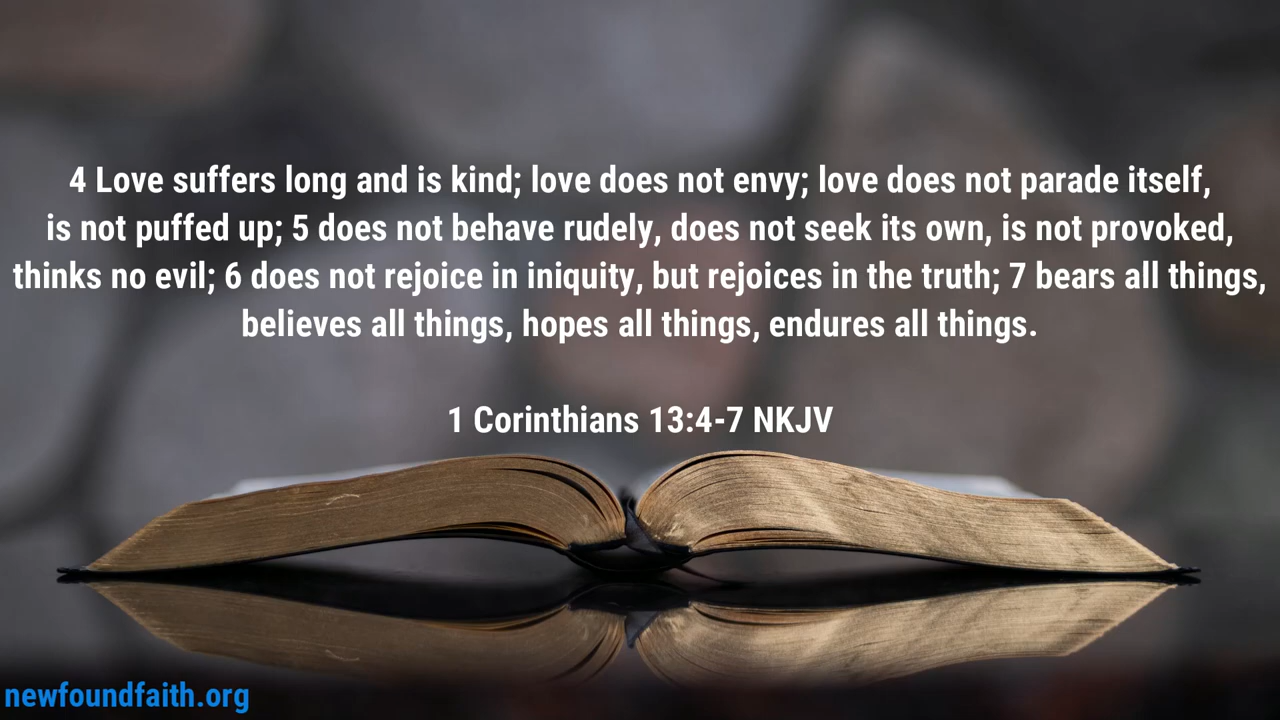 4 Love suffers long and is kind; love does not envy; love does not parade itself,
is not puffed up; 5 does not behave rudely, does not seek its own, is not provoked,
thinks no evil; 6 does not rejoice in iniquity, but rejoices in the truth; 7 bears all things,
believes all things, hopes all things, endures all things.
1 Corinthians 13:4-7 NKJV
newfoundfaith.org